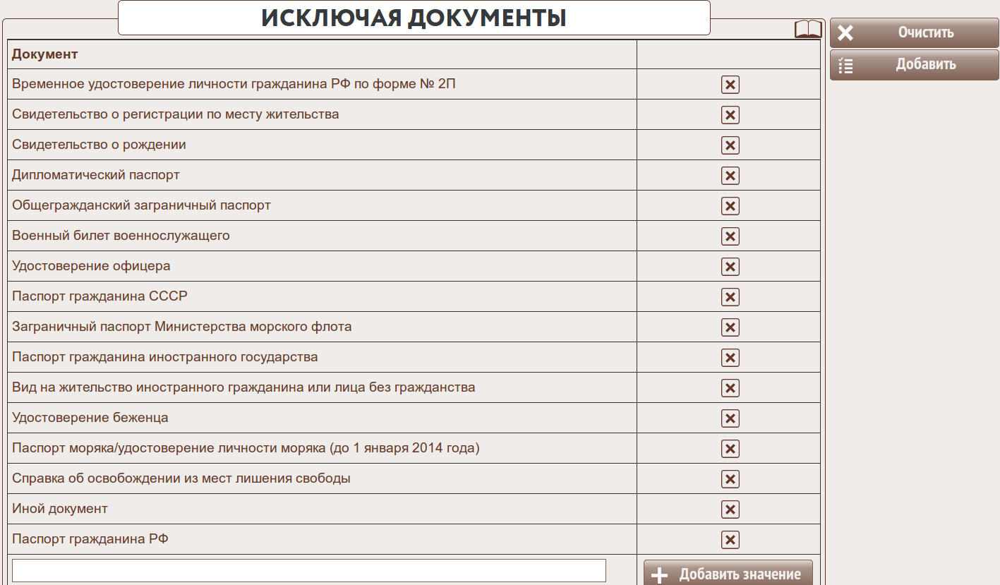 ИСКЛЮЧАЯ ДОКУМЕНТЫ
Очистить
Добавить
Документ
Временное удостоверение личности гражданина РФ по форме № 2П
Свидетельство о регистрации по месту жительства
Свидетельство о рождении
Дипломатический паспорт
Общегражданский заграничный паспорт
Военный билет военнослужащего
Удостоверение офицера
Паспорт гражданина СССР
Заграничный паспорт Министерства морского флота
Паспорт гражданина иностранного государства
Вид на жительство иностранного гражданина или лица без гражданства
Удостоверение беженца
Паспорт моряка/удостоверение личности моряка (до 1 января 2014 года)
Справка об освобождении из мест лишения свободы
Иной документ
Паспорт гражданина РФ
Добавить значение